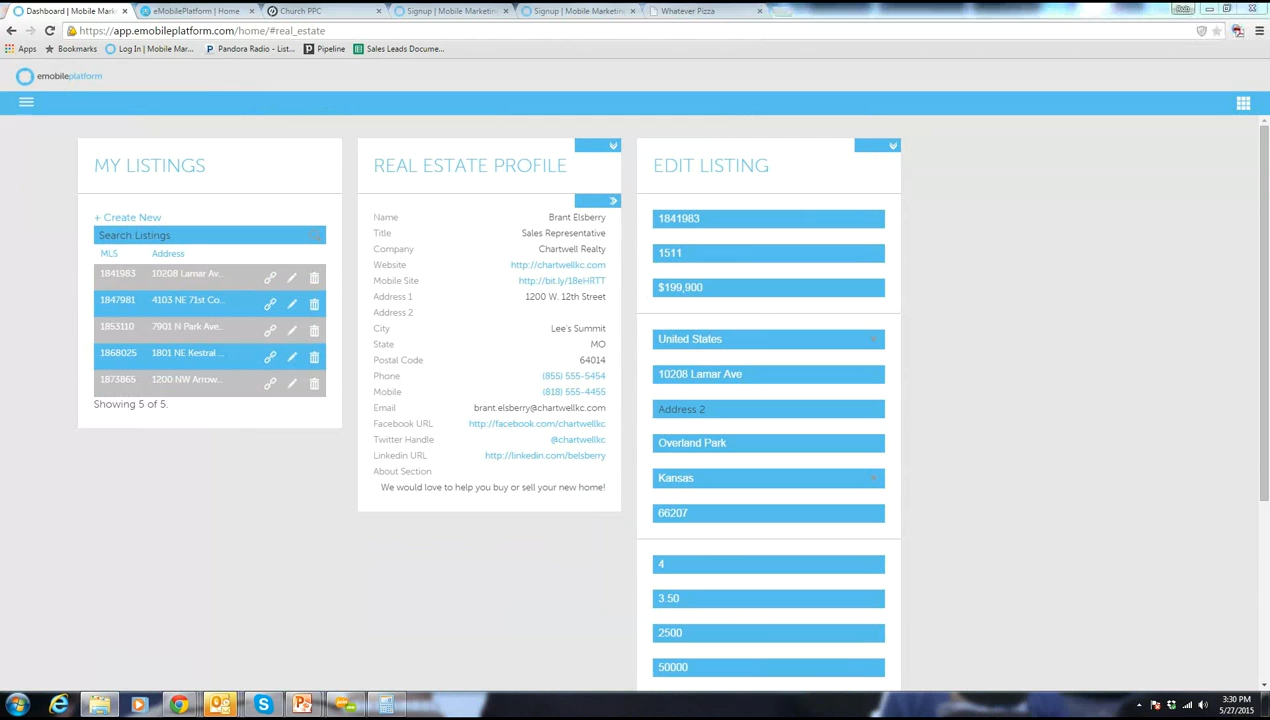 Dashboard | Mobile Mark
eMobilePlatform | Home
Church PPC
Signup | Mobile Marketing
Signup | Mobile Marketing
Whatever Pizza
Rob
https://app.emobileplatform.com/home/#real_estate
Apps
Bookmarks
Log In | Mobile Mar...
Pandora Radio - List...
Pipeline
Sales Leads Docume...
emobileplatform
MY LISTINGS
+ Create New
Search Listings
MLS Address
1841983 10208 Lamar Av...
1847981 4103 NE 71st Co...
1853110 7901 N Park Ave...
1868025 1801 NE Kestral ...
1873865 1200 NW Arrow...
Showing 5 of 5.
REAL ESTATE PROFILE
Name Brant Elsberry
Title Sales Representative
Company Chartwell Realty
Website http://chartwellkc.com
Mobile Site http://bit.ly/18eHRTT
Address 1 1200 W. 12th Street
Address 2
City Lee's Summit
State MO
Postal Code 64014
Phone (855) 555-5454
Mobile (818) 555-4455
Email brant.elsberry@chartwellkc.com
Facebook URL http://facebook.com/chartwellkc
Twitter Handle @chartwellkc
Linkedin URL http://linkedin.com/belsberry
About Section
We would love to help you buy or sell your new home!
EDIT LISTING
1841983
1511
$199,900
United States
10208 Lamar Ave
Address 2
Overland Park
Kansas
66207
4
3.50
2500
50000
3:30 PM
5/27/2015